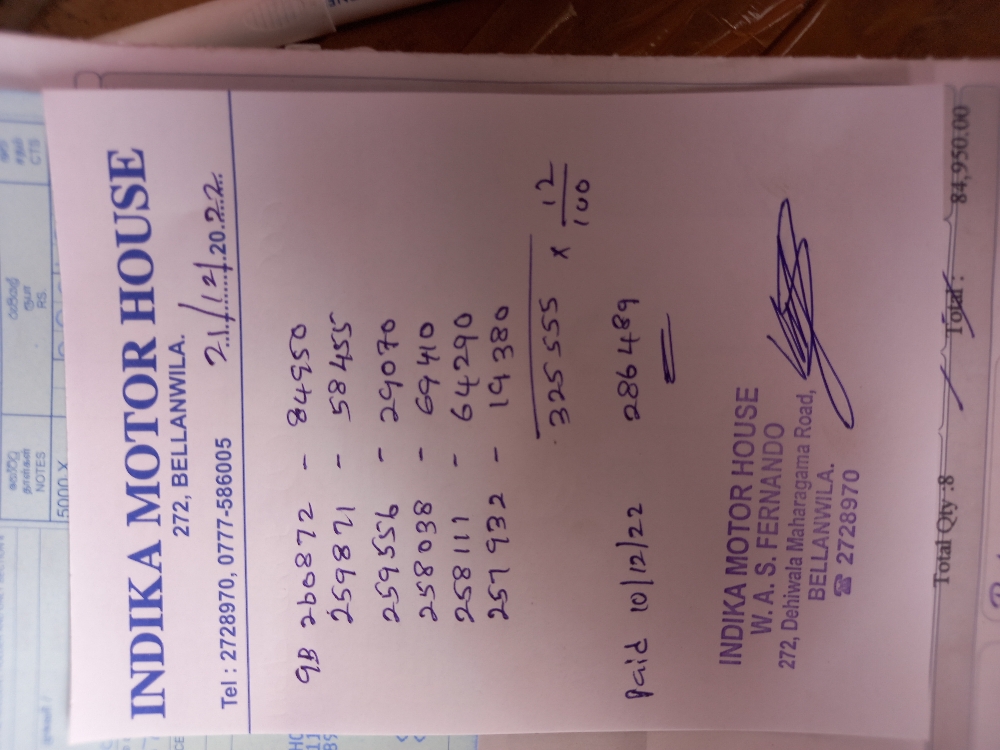 INDIKA MOTOR HOUSE
272, BELLANWILA.
Tel : 2728970, 0777-586005
21/12/2022
9B 260872 - 84950
259871 - 58455
259556 - 29070
258038 - 69410
258111 - 64290
257932 - 19380
325555 x 12/100
Paid 10/12/22 286489
INDIKA MOTOR HOUSE
W. A. S. FERNANDO
272, Dehiwala Maharagama Road,
BELLANWILA.
☎ 2728970
Total Qty :8 Total : 84,950.00
NOTES
5000 X
RS.
CTS